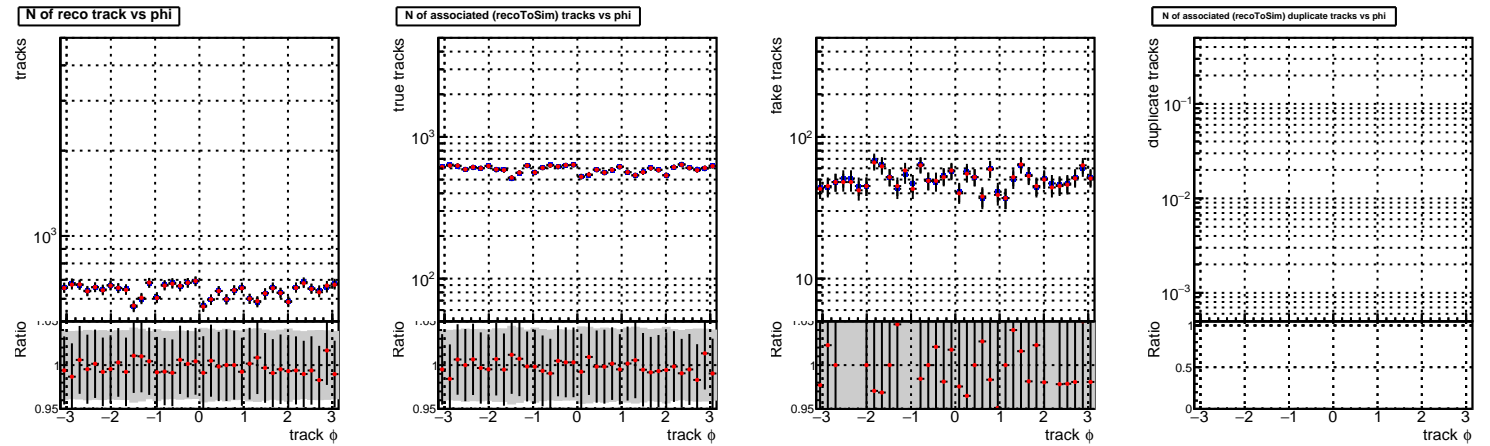 N of reco track vs phi
tracks
10³
Ratio
1.05
1
0.95
−3 −2 −1 0 1 2 3
track ϕ
N of associated (recoToSim) tracks vs phi
true tracks
10³
10²
Ratio
1.05
1
0.95
−3 −2 −1 0 1 2 3
track ϕ
fake tracks
10²
10
Ratio
1.05
1
0.95
−3 −2 −1 0 1 2 3
track ϕ
N of associated (recoToSim) duplicate tracks vs phi
duplicate tracks
10⁻¹
10⁻²
10⁻³
Ratio
1
0.5
0
−3 −2 −1 0 1 2 3
track ϕ